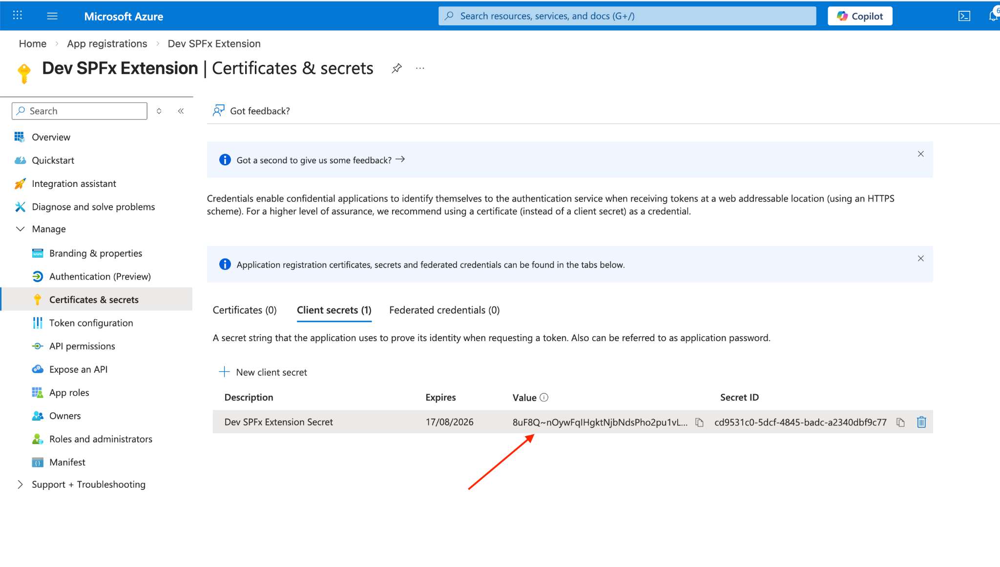 Microsoft Azure
Search resources, services, and docs (G+/)
Copilot
6
Home > App registrations > Dev SPFx Extension
Dev SPFx Extension | Certificates & secrets
Search
Overview
Quickstart
Integration assistant
Diagnose and solve problems
Manage
Branding & properties
Authentication (Preview)
Certificates & secrets
Token configuration
API permissions
Expose an API
App roles
Owners
Roles and administrators
Manifest
Support + Troubleshooting
Got feedback?
Got a second to give us some feedback? →
Credentials enable confidential applications to identify themselves to the authentication service when receiving tokens at a web addressable location (using an HTTPS
scheme). For a higher level of assurance, we recommend using a certificate (instead of a client secret) as a credential.
Application registration certificates, secrets and federated credentials can be found in the tabs below.
Certificates (0) Client secrets (1) Federated credentials (0)
A secret string that the application uses to prove its identity when requesting a token. Also can be referred to as application password.
New client secret
Description Expires Value Secret ID
Dev SPFx Extension Secret 17/08/2026 8uF8Q~nOywFqIHgktNjbNdsPho2pu1vL... cd9531c0-5dcf-4845-badc-a2340dbf9c77